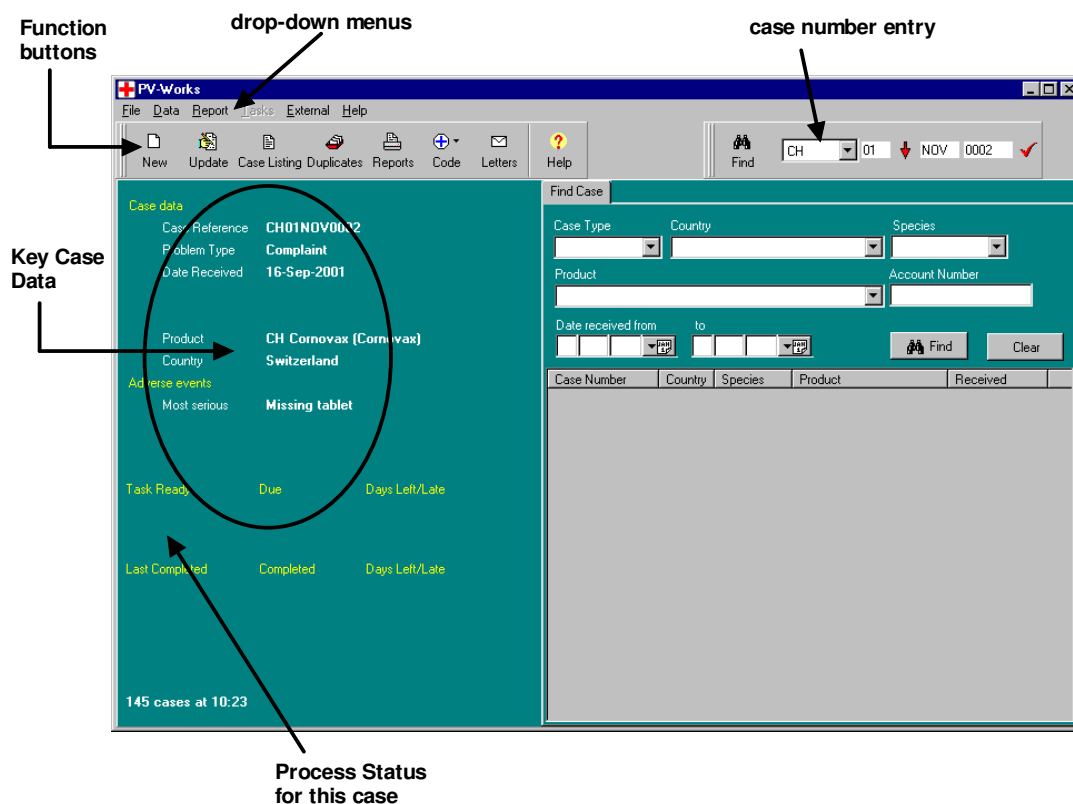 Function
buttons
drop-down menus
case number entry
PV-Works
File Data Report Tasks External Help
New Update Case Listing Duplicates Reports Code Letters Help Find CH 01 NOV 0002
Key Case
Data
Case data
Case Reference CH01NOV0002
Problem Type Complaint
Date Received 16-Sep-2001
Product CH Cornovax (Cornovax)
Country Switzerland
Adverse events
Most serious Missing tablet
Task Ready Due Days Left/Late
Last Completed Completed Days Left/Late
145 cases at 10:23
Find Case
Case Type Country Species
Product Account Number
Date received from to
Find Clear
Case Number Country Species Product Received
Process Status
for this case